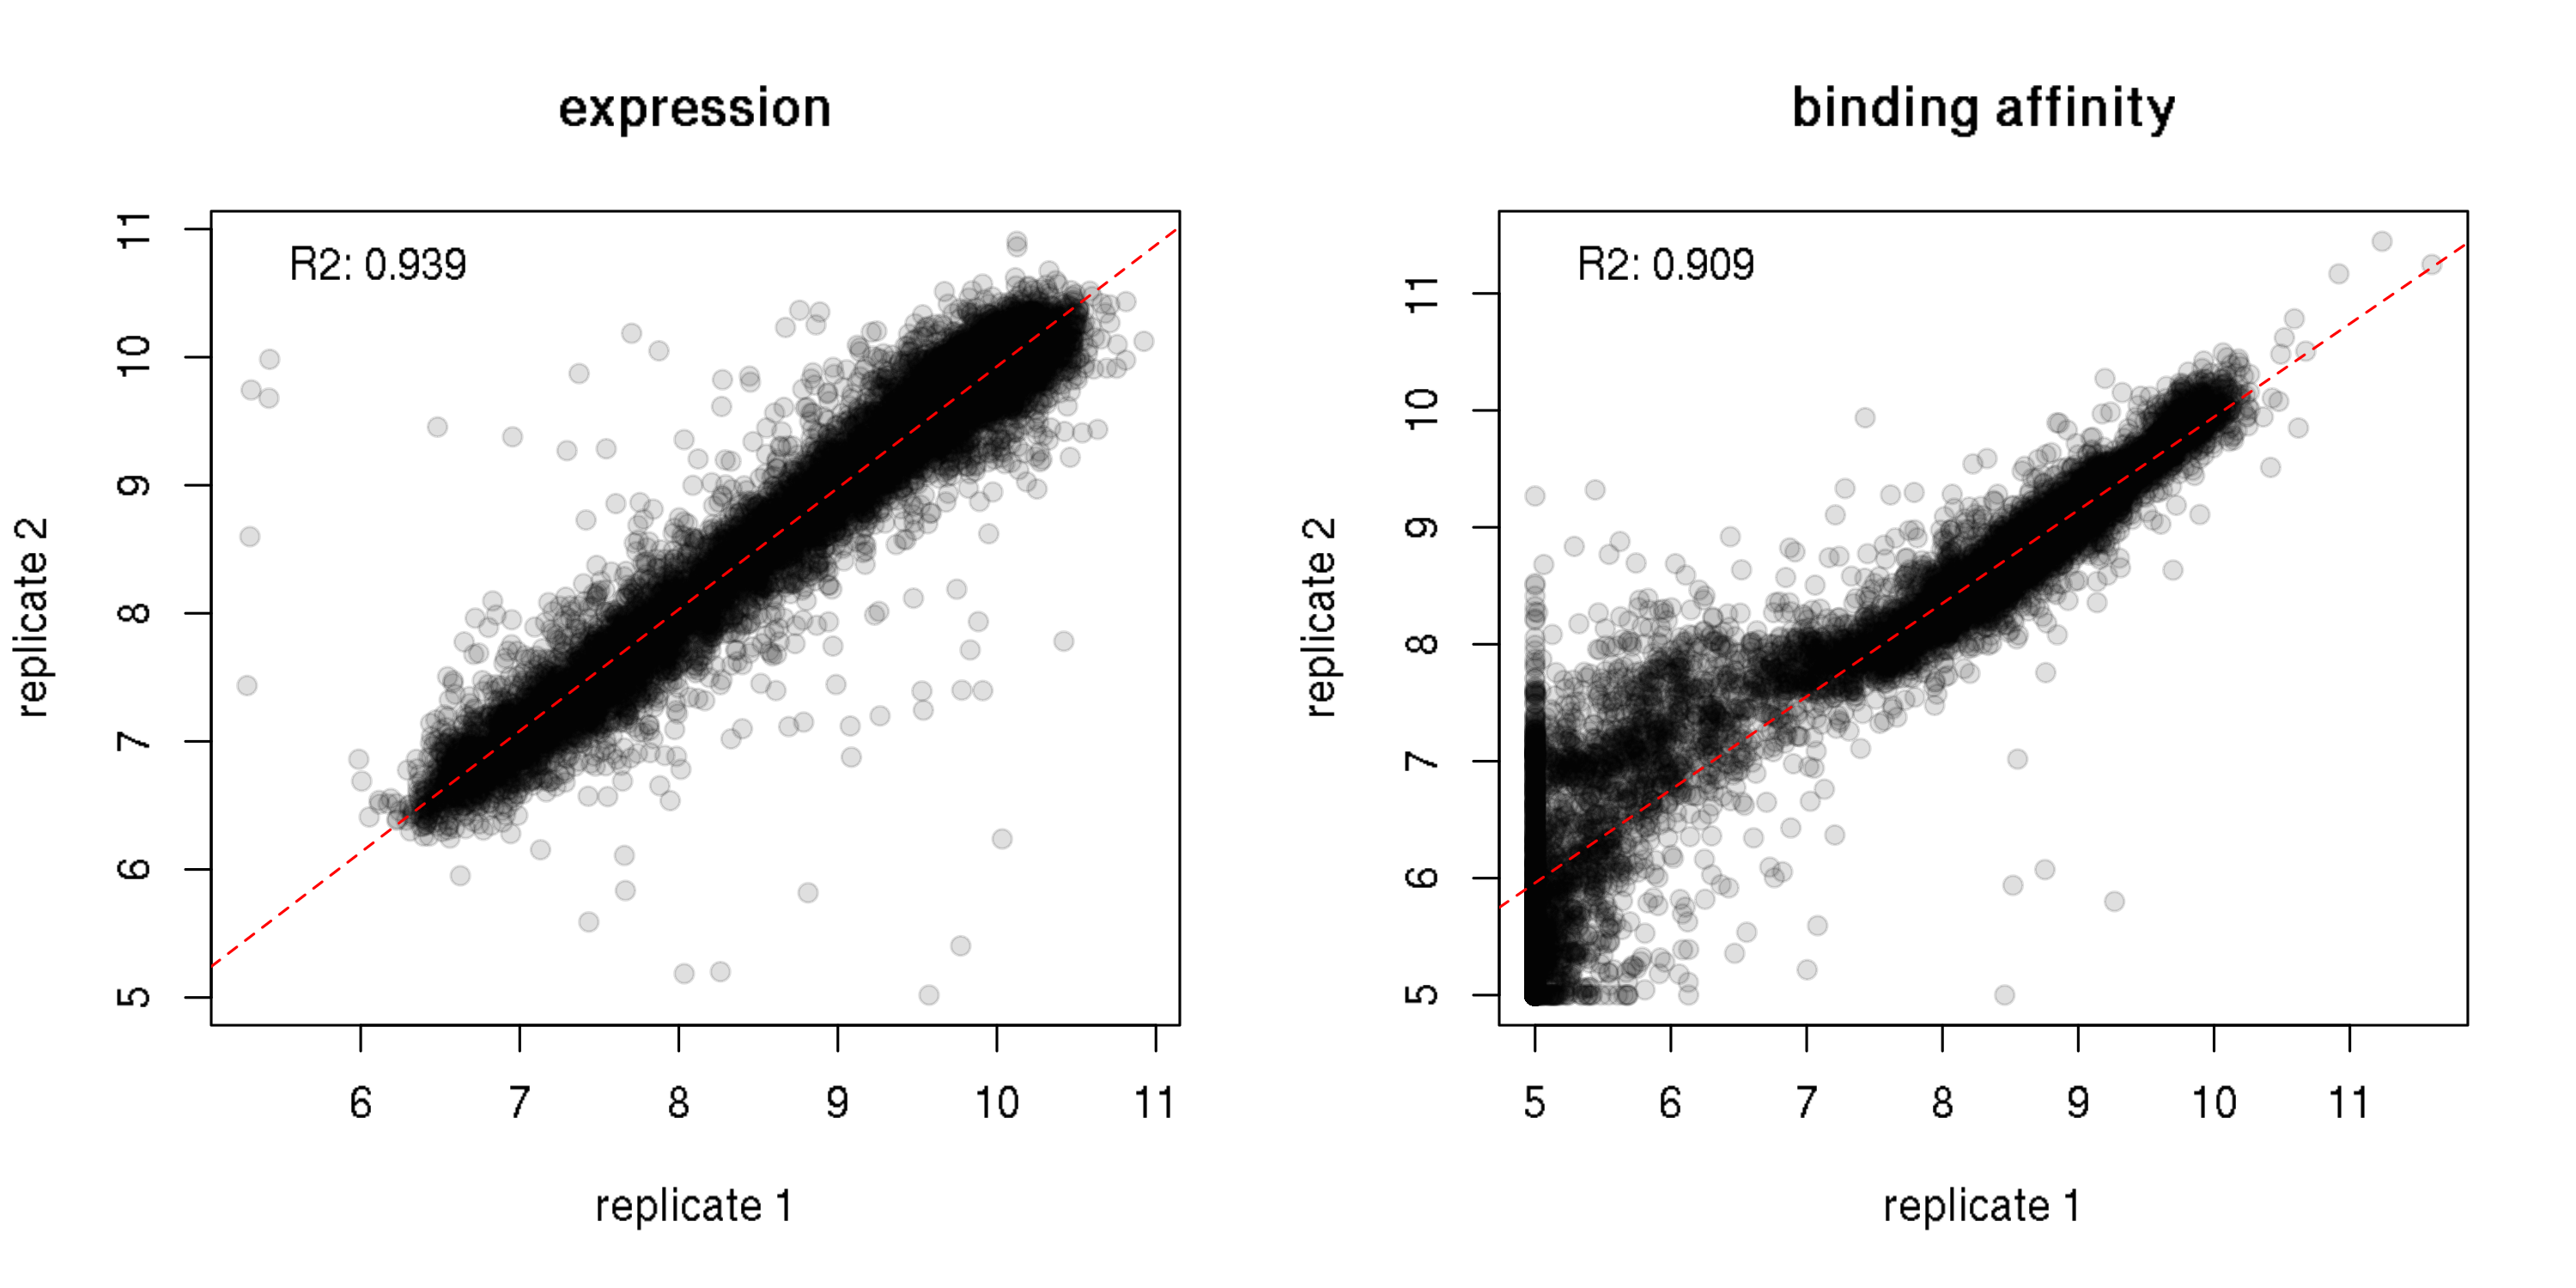 expression
R2: 0.939
replicate 2
11
10
9
8
7
6
5
6 7 8 9 10 11
replicate 1
binding affinity
R2: 0.909
replicate 2
11
10
9
8
7
6
5
5 6 7 8 9 10 11
replicate 1